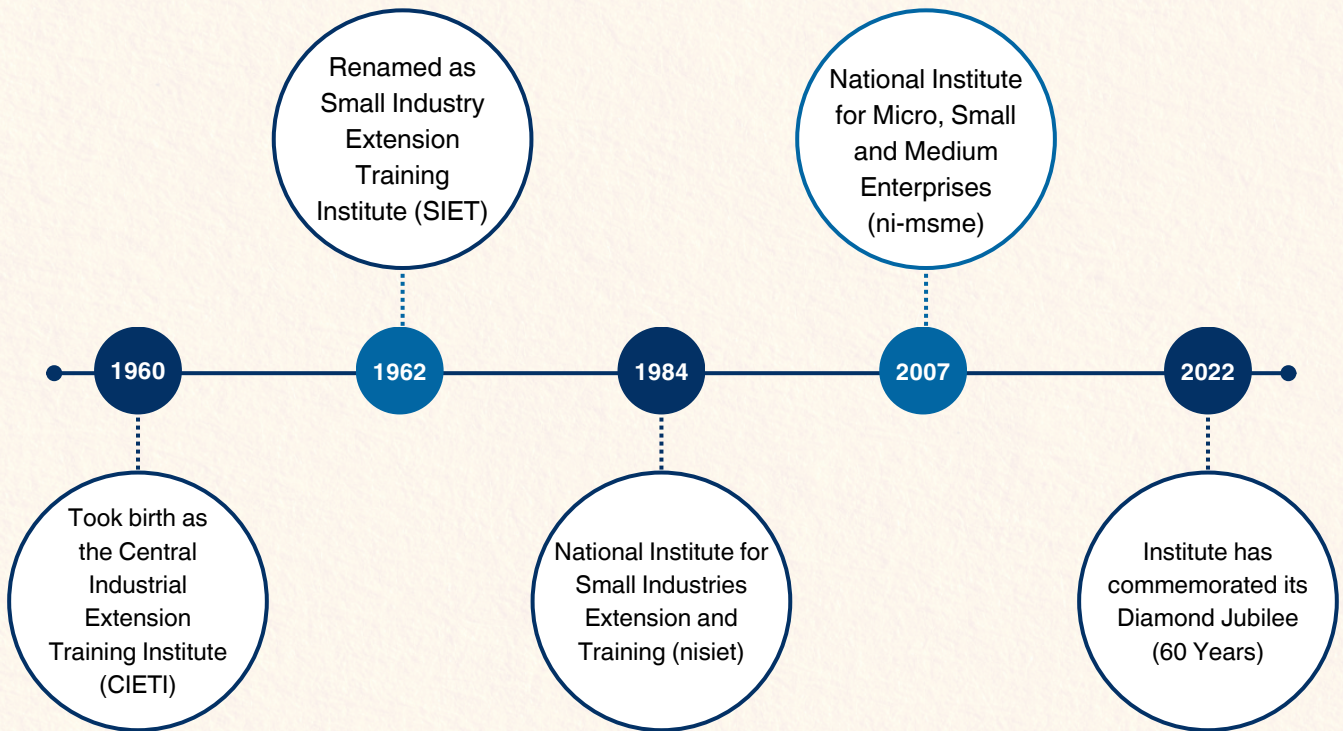 Renamed as
Small Industry
Extension
Training
Institute (SIET)
National Institute
for Micro, Small
and Medium
Enterprises
(ni-msme)
1960
1962
1984
2007
2022
Took birth as
the Central
Industrial
Extension
Training Institute
(CIETI)
National Institute for
Small Industries
Extension and
Training (nisiet)
Institute has
commemorated its
Diamond Jubilee
(60 Years)